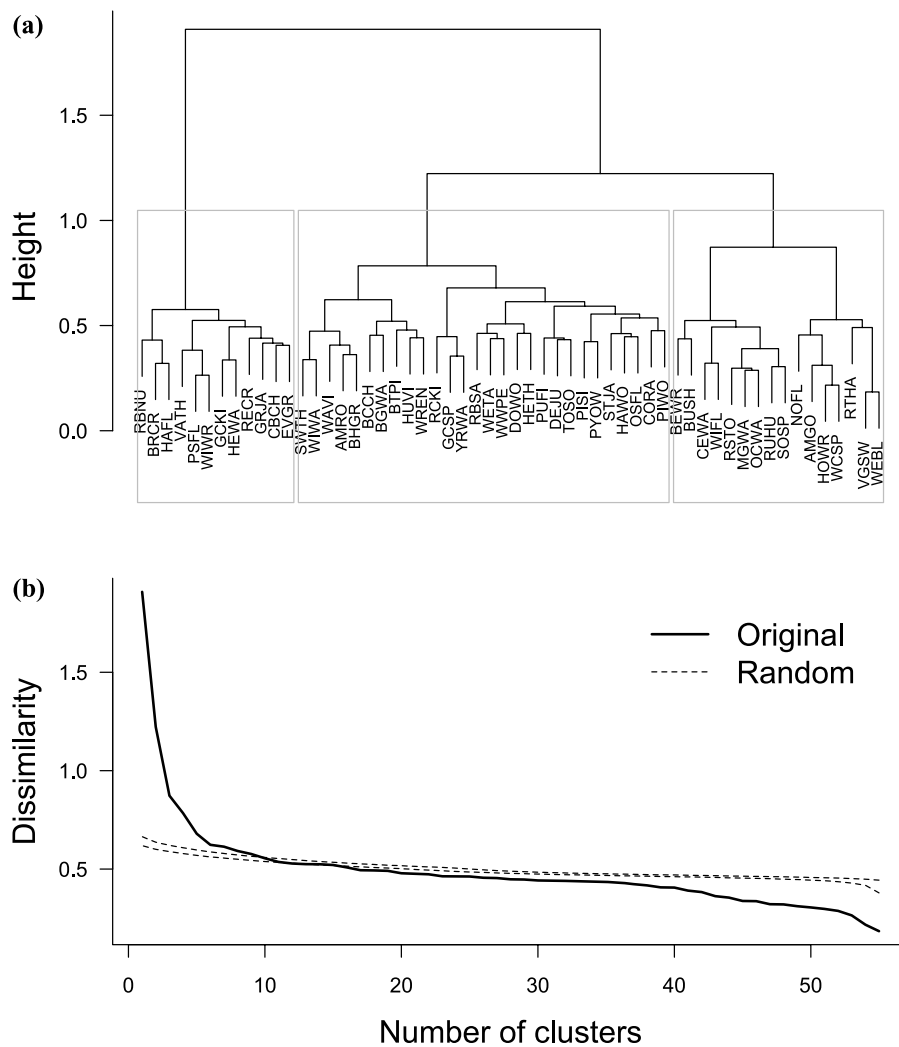 (a)
Height
1.5
1.0
0.5
0.0
RBNU
BRCR
HAFL
VATH
PSFL
WIWR
GCKI
HEWA
RECR
GRJA
CBCH
EVGR
SWTH
WIWA
WAVI
AMRO
BHGR
BCCH
BGWA
BTPI
HUVI
WREN
RCKI
GCSP
YRWA
RBSA
WETA
WWPE
DOWO
HETH
PUFI
DEJU
TOSO
PISI
PYOW
STJA
HAWO
OSFL
CORA
PIWO
BEWR
BUSH
CEWA
WIFL
RSTO
MGWA
OCWA
RUHU
SOSP
NOFL
AMGO
HOWR
WCSP
RTHA
VGSW
WEBL
(b)
Dissimilarity
1.5
1.0
0.5
Original
Random
0 10 20 30 40 50
Number of clusters